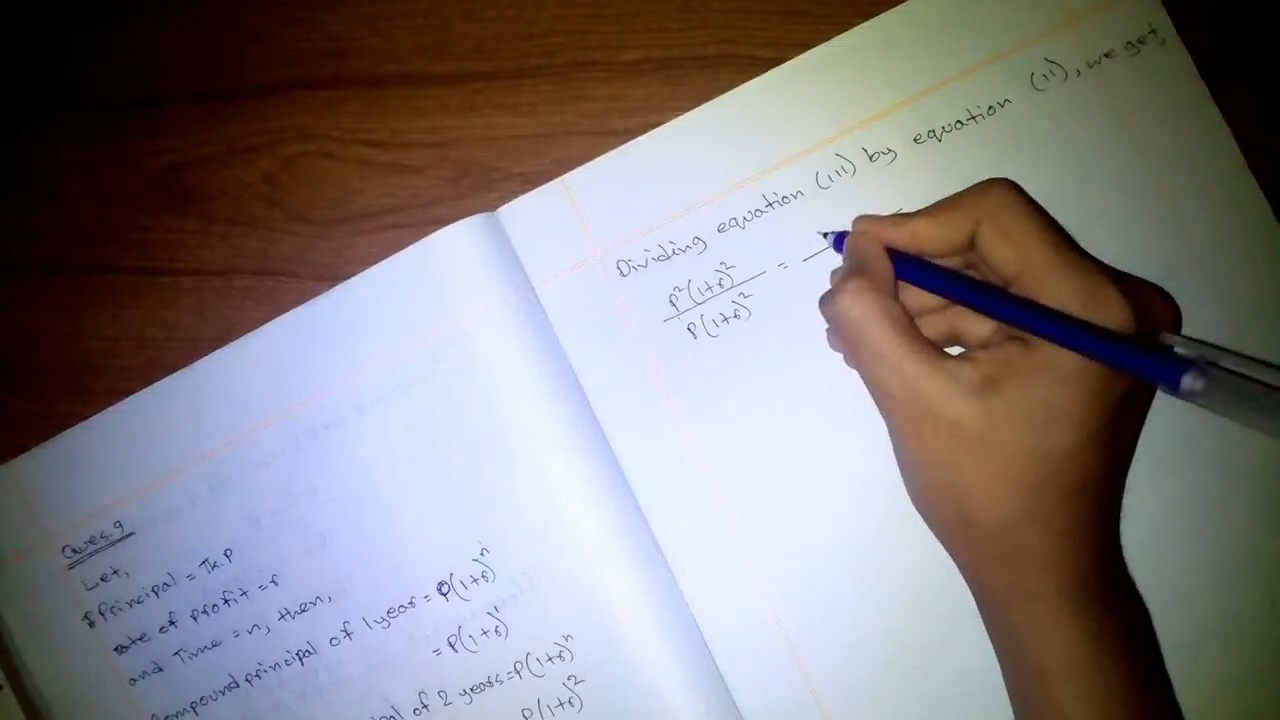 Ques. 9
Let,
Principal = Tk. P
rate of profit = r
and Time = n, then,
Compound principal of 1 year = P(1+r)ⁿ
= P(1+r)¹
of 2 years = P(1+r)ⁿ
P(1+r)²
Dividing equation (iii) by equation (ii), we get,
P²(1+r)² / P(1+r)² =